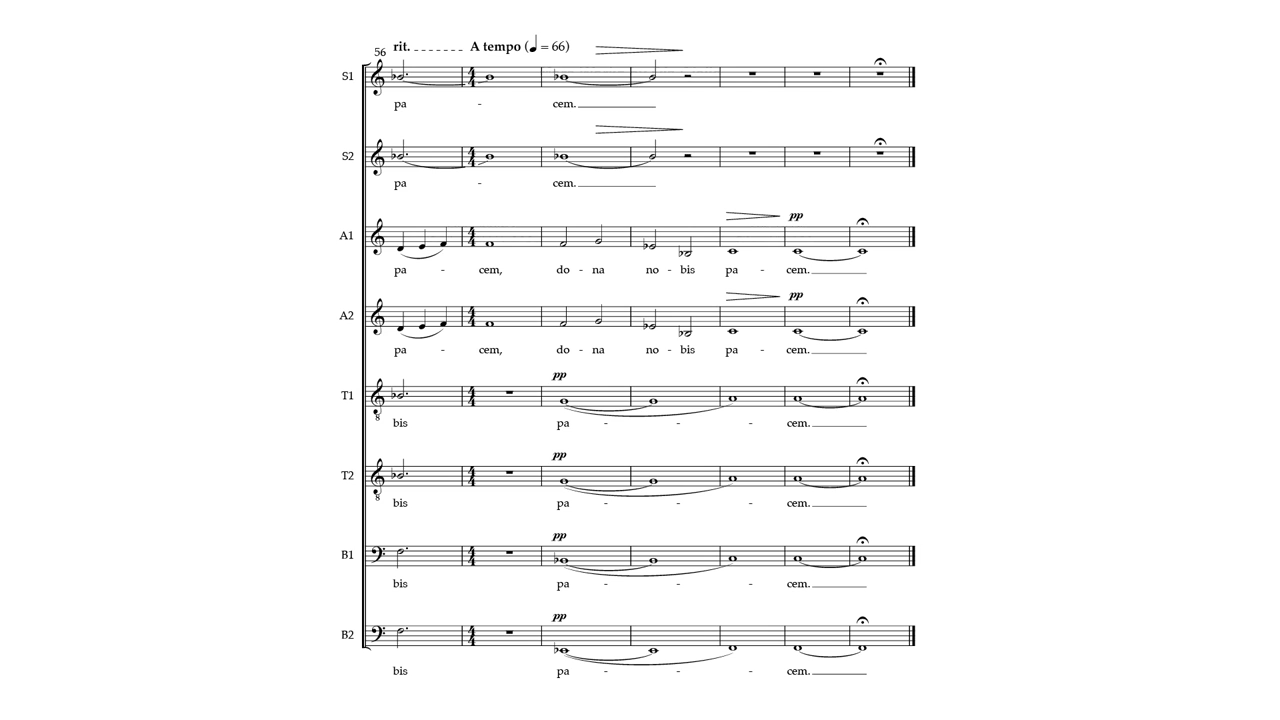 56 rit. A tempo (♩ = 66)
S1
pa - cem.
S2
pa - cem.
A1 pp
pa - cem, do - na no - bis pa - cem.
A2 pp
pa - cem, do - na no - bis pa - cem.
T1 pp
8
bis pa - - - cem.
T2 pp
8
bis pa - - - cem.
B1 pp
bis pa - - - cem.
B2 pp
bis pa - - - cem.